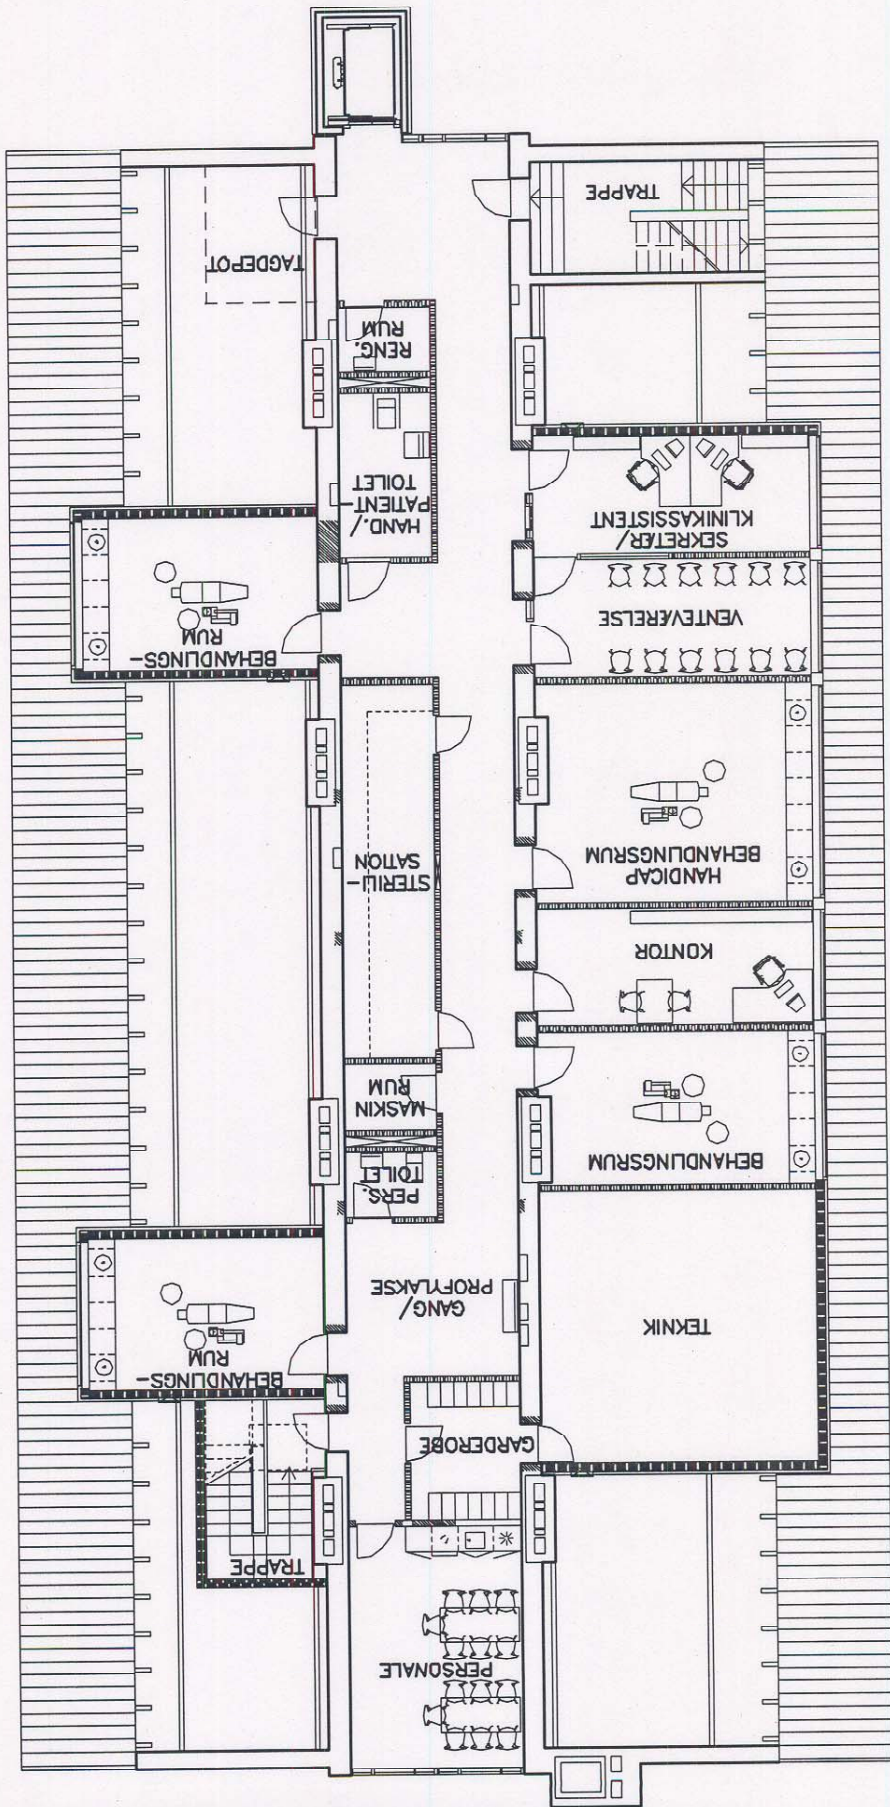 PERSONALE
TRAPPE
GARDEROBE
BEHANDLINGS-
RUM
TEKNIK
GANG/
PROFYLAKSE
PERS.
TOILET
BEHANDLINGSRUM
MASKIN
RUM
KONTOR
STERILI-
SATION
HANDICAP
BEHANDLINGSRUM
BEHANDLINGS-
RUM
VENTEVÆRELSE
SEKRETÆR/
KLINIKASSISTENT
HAND./
PATIENT-
TOILET
RENG.
RUM
TAGDEPOT
TRAPPE